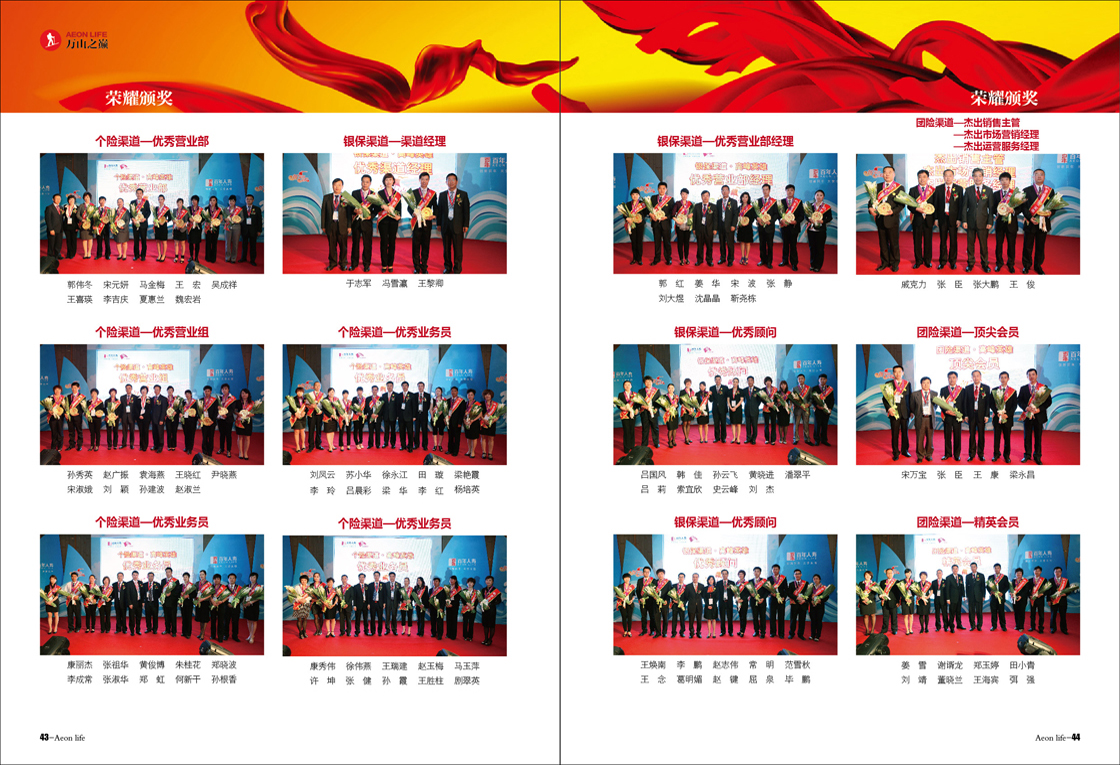 AEON LIFE
万山之巅
荣耀颁奖
个险渠道—优秀营业部
郭伟冬 宋元妍 马金梅 王 宏 吴成祥
王喜瑛 李吉庆 夏惠兰 魏宏岩
银保渠道—渠道经理
于志军 冯雪瀛 王黎卿
个险渠道—优秀营业组
孙秀英 赵广振 袁海燕 王晓红 尹晓燕
宋淑娥 刘 颖 孙建波 赵淑兰
个险渠道—优秀业务员
刘凤云 苏小华 徐永江 田 璇 梁艳霞
李 玲 吕晨彩 梁 华 李 红 杨培英
个险渠道—优秀业务员
康丽杰 张祖华 黄俊博 朱桂花 郑晓波
李成常 张淑华 郑 虹 何新干 孙根香
个险渠道—优秀业务员
康秀伟 徐伟燕 王瑞建 赵玉梅 马玉萍
许 坤 张 健 孙 霞 王胜柱 剧翠英
43-Aeon life
荣耀颁奖
银保渠道—优秀营业部经理
郭 红 姜 华 宋 波 张 静
刘大煜 沈晶晶 靳尧栋
团险渠道—杰出销售主管
—杰出市场营销经理
—杰出运营服务经理
戚克力 张 臣 张大鹏 王 俊
银保渠道—优秀顾问
吕国风 韩 佳 孙云飞 黄晓进 潘翠平
吕 莉 索宜欣 史云峰 刘 杰
团险渠道—顶尖会员
宋万宝 张 臣 王 康 梁永昌
银保渠道—优秀顾问
王焕南 李 鹏 赵志伟 常 明 范雪秋
王 念 葛明媚 赵 键 屈 泉 毕 鹏
团险渠道—精英会员
姜 雪 谢谞龙 郑玉婷 田小青
刘 靖 董晓兰 王海宾 弭 强
Aeon life-44